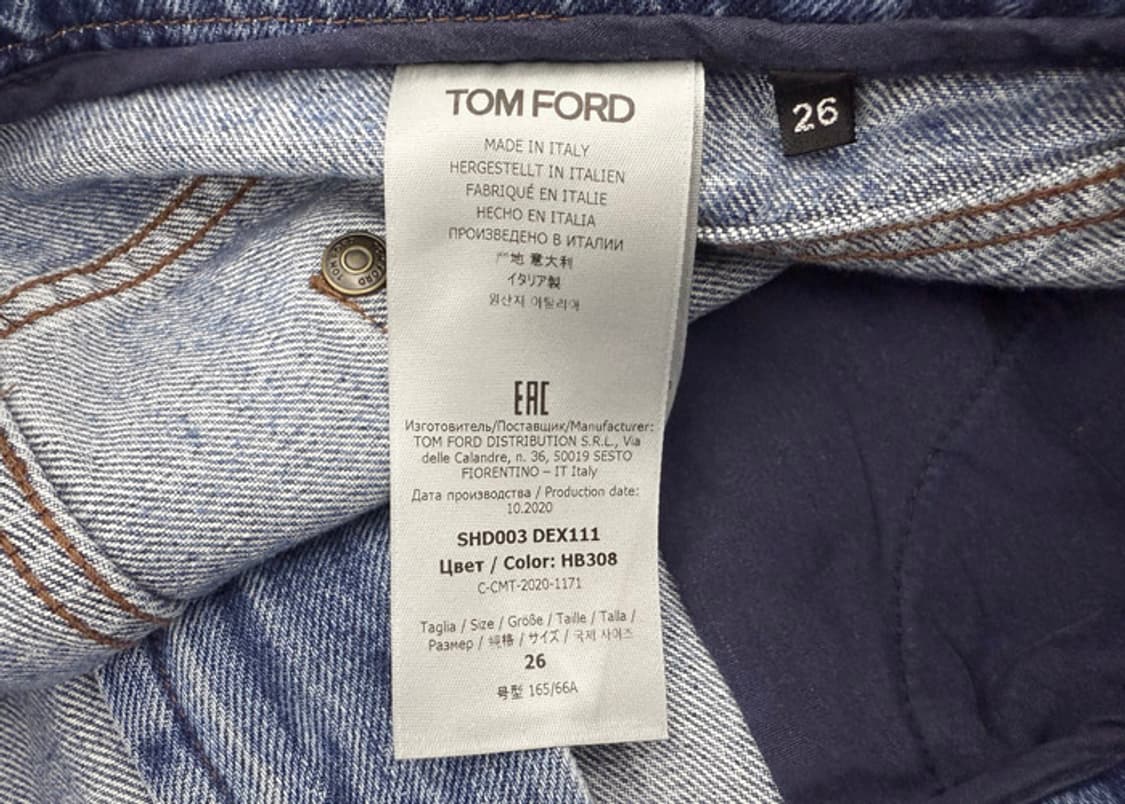 TOM FORD
MADE IN ITALY
HERGESTELLT IN ITALIEN
FABRIQUÉ EN ITALIE
HECHO EN ITALIA
ПРОИЗВЕДЕНО В ИТАЛИИ
产地 意大利
イタリア製
원산지 이탈리아
EAC
Изготовитель/Поставщик/Manufacturer:
TOM FORD DISTRIBUTION S.R.L., Via
delle Calandre, n. 36, 50019 SESTO
FIORENTINO – IT Italy
Дата производства / Production date:
10.2020
SHD003 DEX111
Цвет / Color: HB308
C-CMT-2020-1171
Taglia / Size / Größe / Taille / Talla /
Размер / 规格 / サイズ / 국제 사이즈
26
号型 165/66A
26
TOM FORD